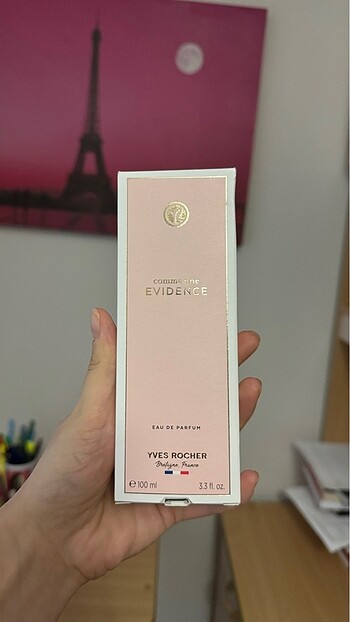 comme une
EVIDENCE
EAU DE PARFUM
YVES ROCHER
Bretagne, France
℮ 100 ml 3.3 fl. oz.